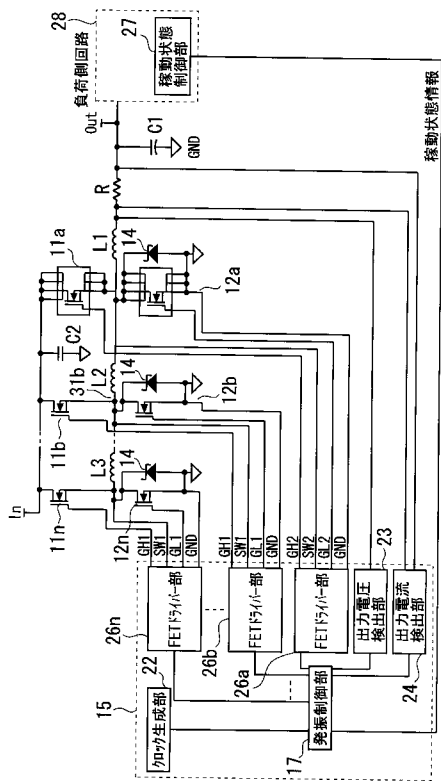 28
負荷側回路
27
稼動状態
制御部
Out
C1
GND
R
L1
11a
14
12a
C2
31b
L2
14
12b
11b
In
L3
14
11n
12n
GH1
SW1
GL1
GND
GH1
SW1
GL1
GND
GH2
SW2
GL2
GND
26n
FETドライバー部
26b
FETドライバー部
26a
FETドライバー部
23
出力電圧
検出部
出力電流
検出部
24
15
22
クロック生成部
17
発振制御部
稼動状態情報